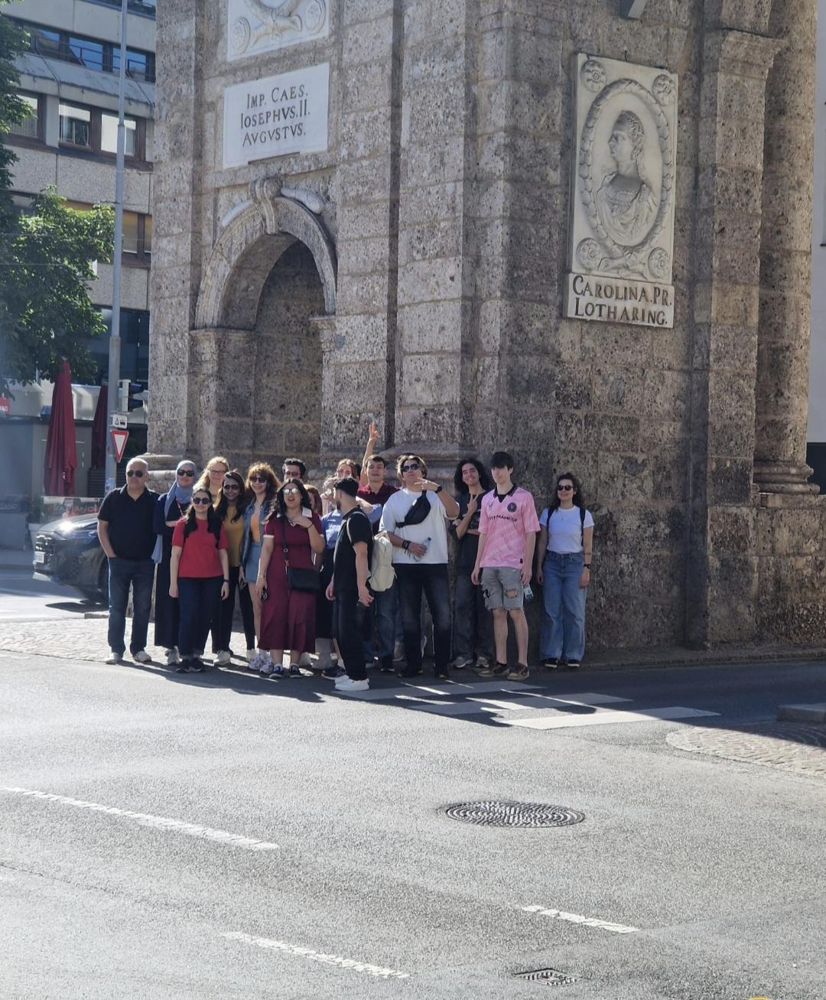 IMP. CAES.
IOSEPHVS.II.
AVGVSTVS.
CAROLINA.PR.
LOTHARING.